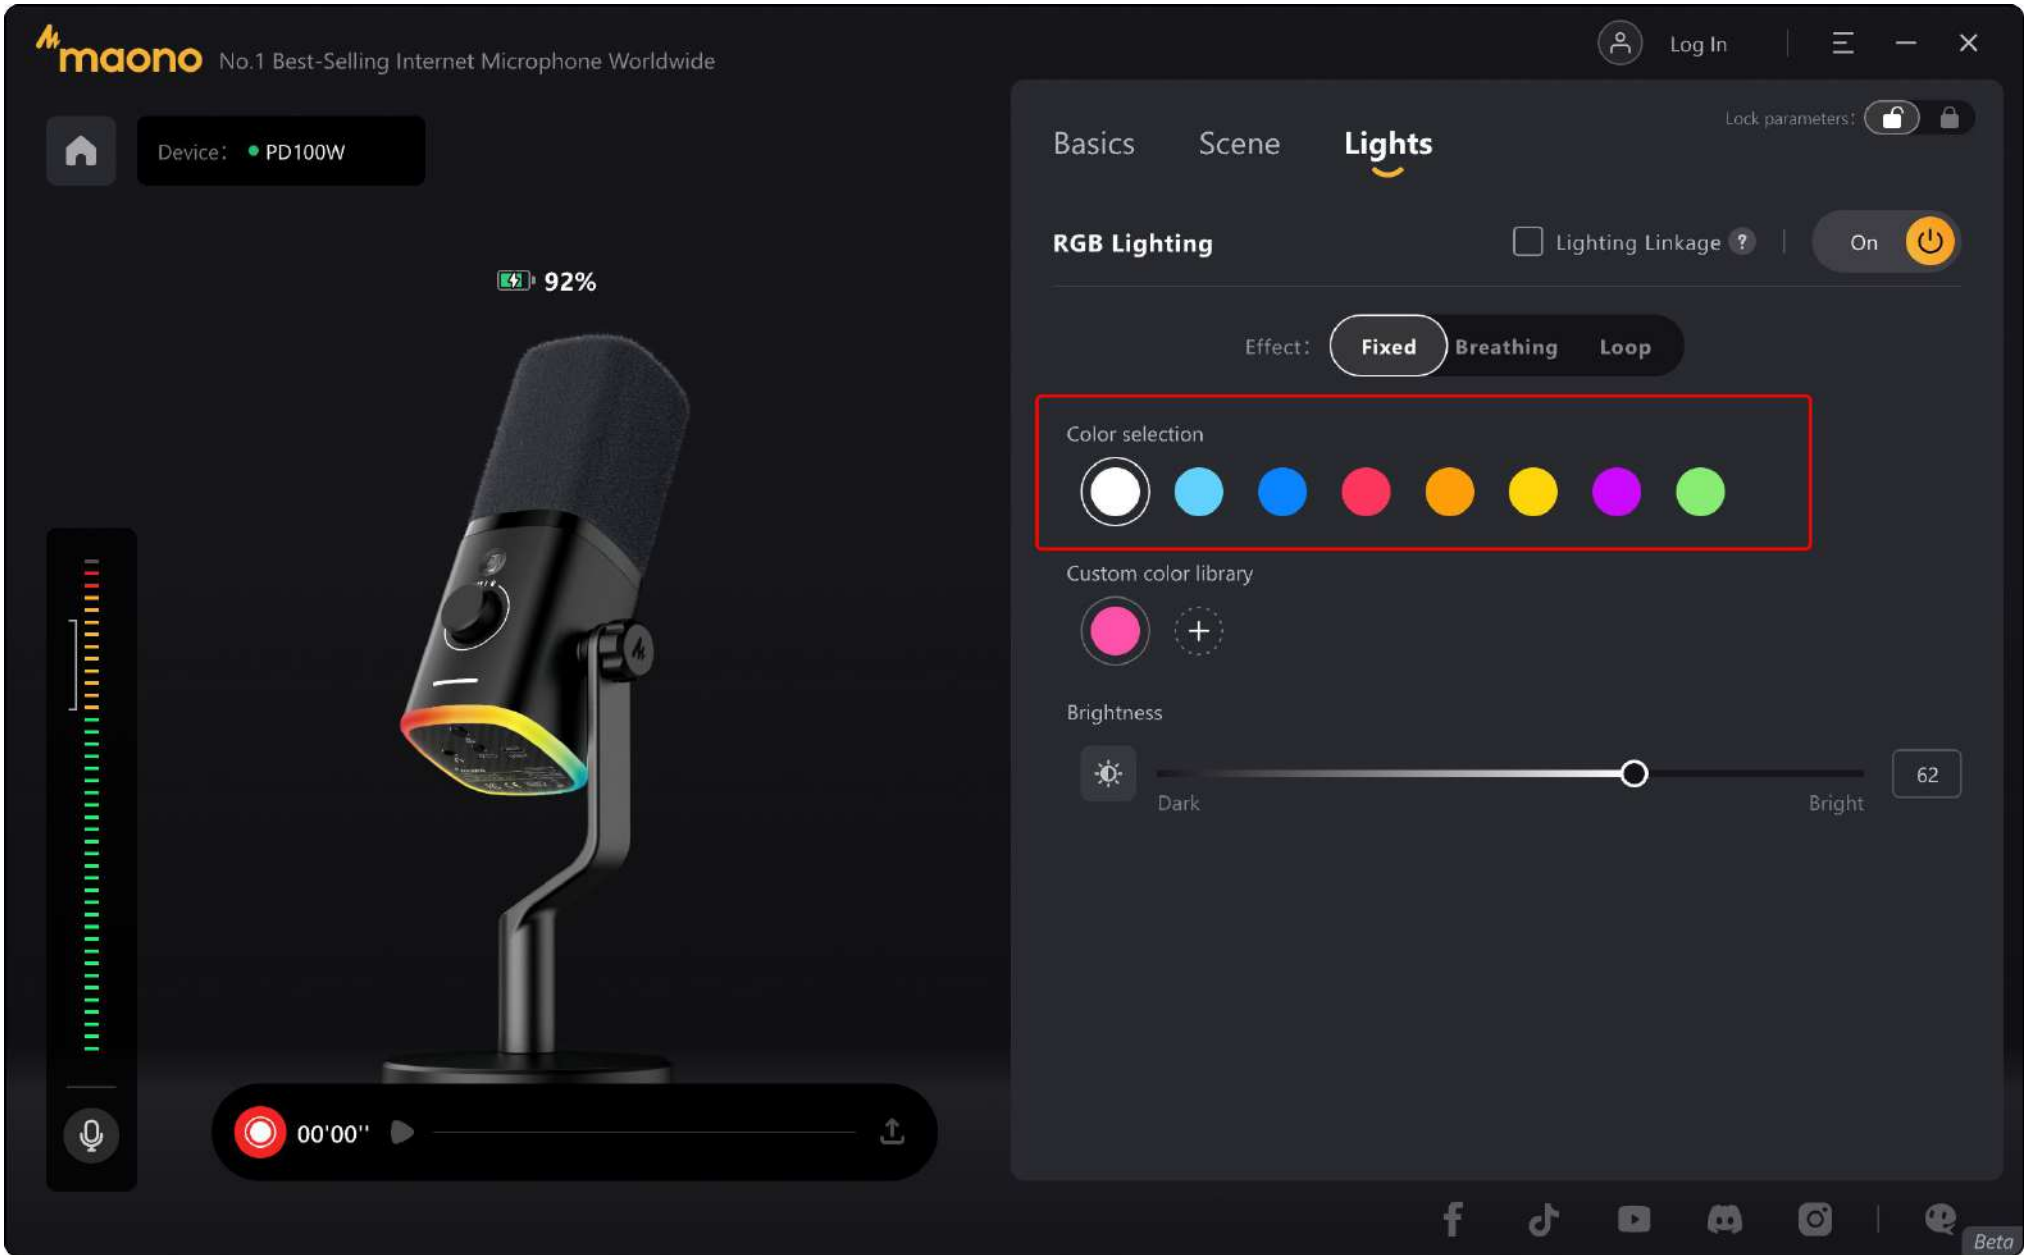 maono No.1 Best-Selling Internet Microphone Worldwide
Log In
Device: PD100W
92%
00'00''
Basics Scene Lights
Lock parameters:
RGB Lighting
Lighting Linkage ?
On
Effect: Fixed Breathing Loop
Color selection
Custom color library
+
Brightness
62
Dark Bright
Beta